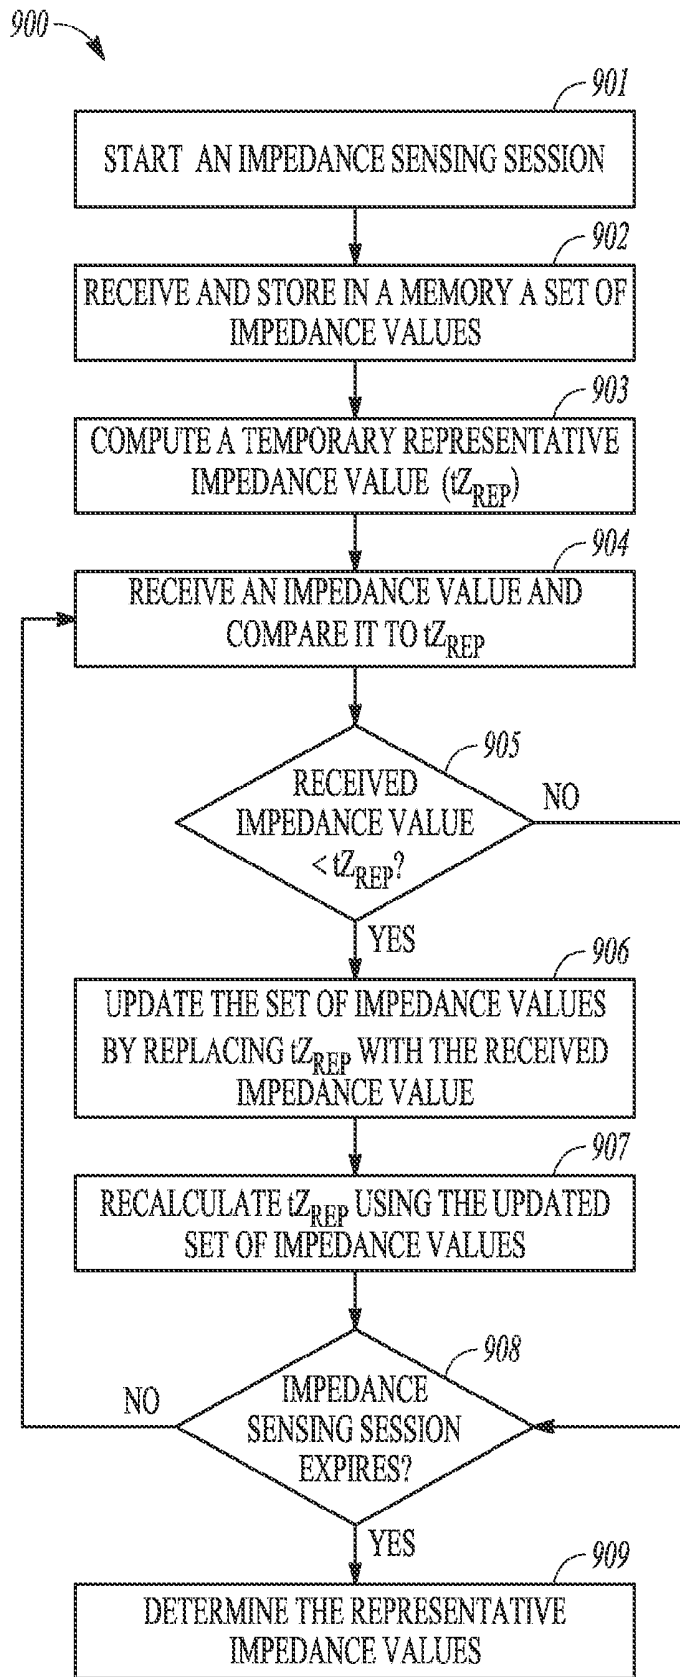 900
901
START AN IMPEDANCE SENSING SESSION
902
RECEIVE AND STORE IN A MEMORY A SET OF
IMPEDANCE VALUES
903
COMPUTE A TEMPORARY REPRESENTATIVE
IMPEDANCE VALUE (tZREP)
904
RECEIVE AN IMPEDANCE VALUE AND
COMPARE IT TO tZREP
905
RECEIVED
IMPEDANCE VALUE
< tZREP?
NO
YES
906
UPDATE THE SET OF IMPEDANCE VALUES
BY REPLACING tZREP WITH THE RECEIVED
IMPEDANCE VALUE
907
RECALCULATE tZREP USING THE UPDATED
SET OF IMPEDANCE VALUES
908
IMPEDANCE
SENSING SESSION
EXPIRES?
NO
YES
909
DETERMINE THE REPRESENTATIVE
IMPEDANCE VALUES